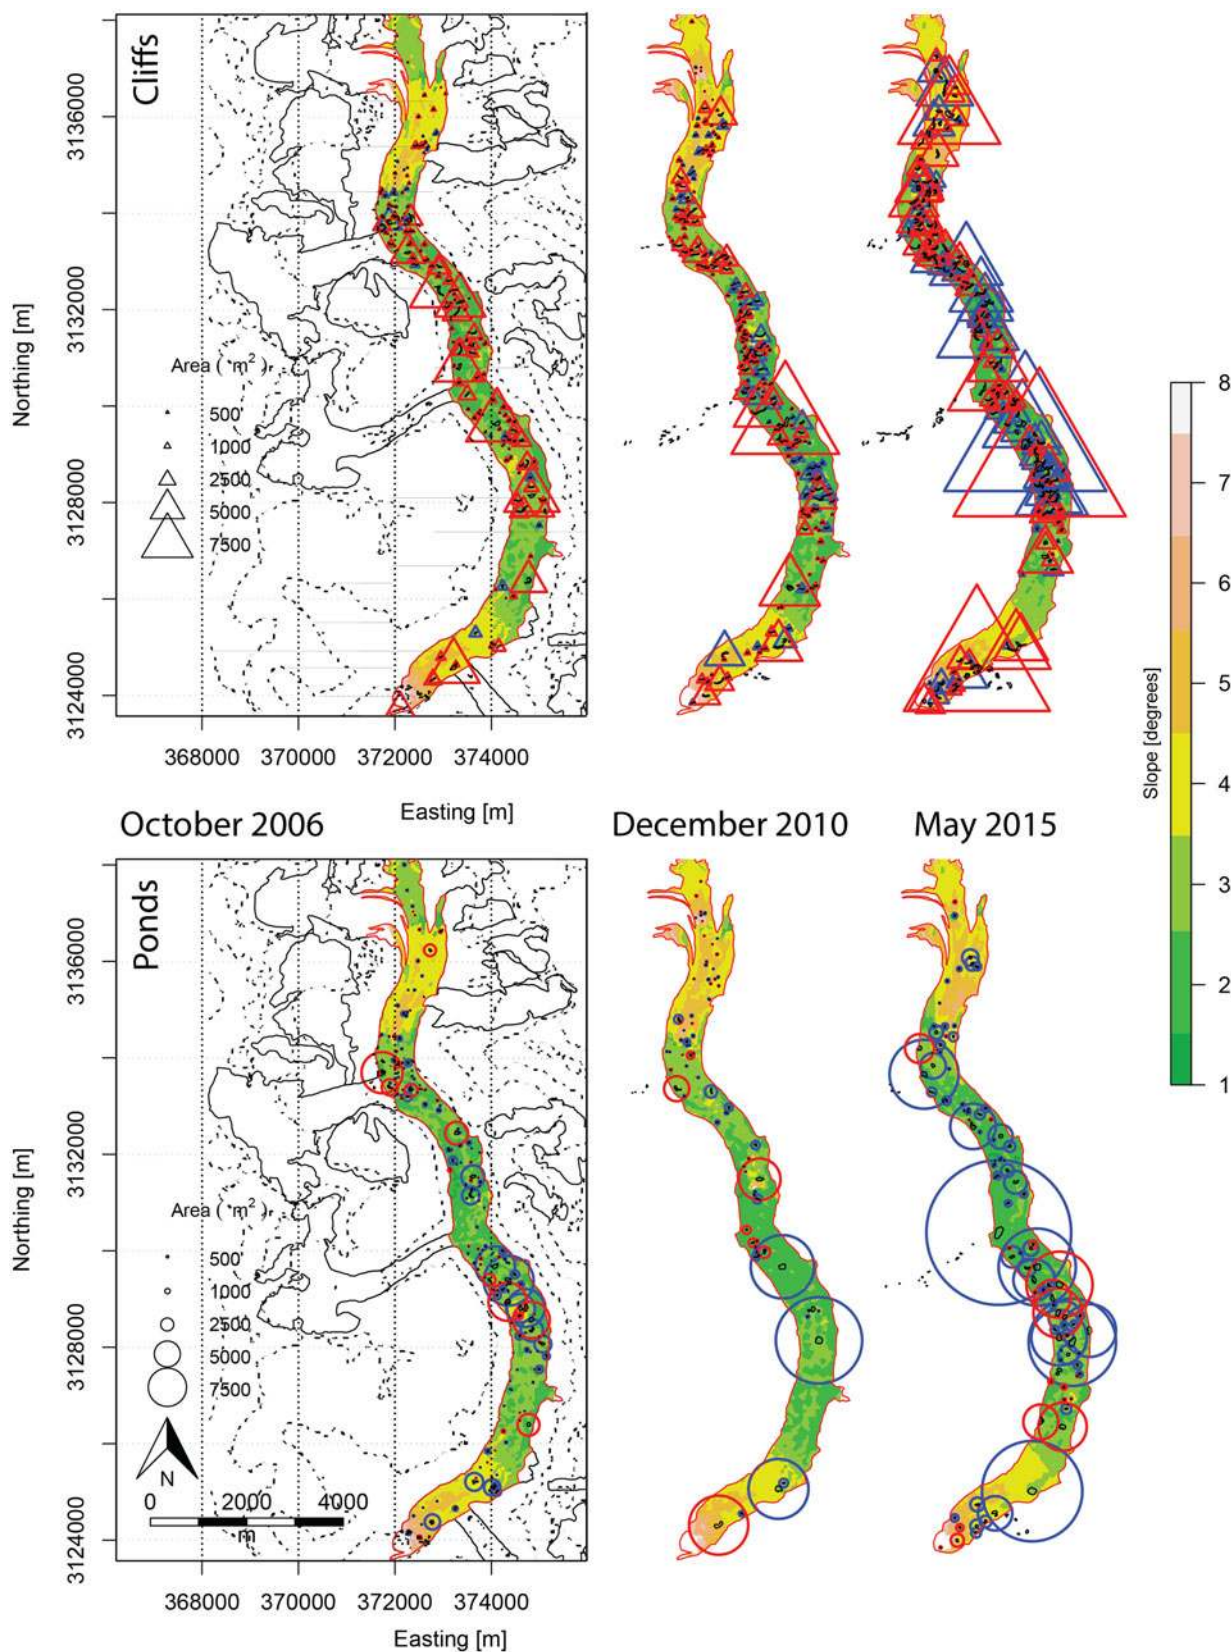 Cliffs
3136000
3132000
3128000
3124000
Northing [m]
Area ( m²)
500
1000
2500
5000
7500
368000 370000 372000 374000
Easting [m]
October 2006
December 2010
May 2015
Slope [degrees]
8
7
6
5
4
3
2
1
Ponds
3136000
3132000
3128000
3124000
Northing [m]
Area ( m²)
500
1000
2500
5000
7500
N
0 2000 4000
m
368000 370000 372000 374000
Easting [m]